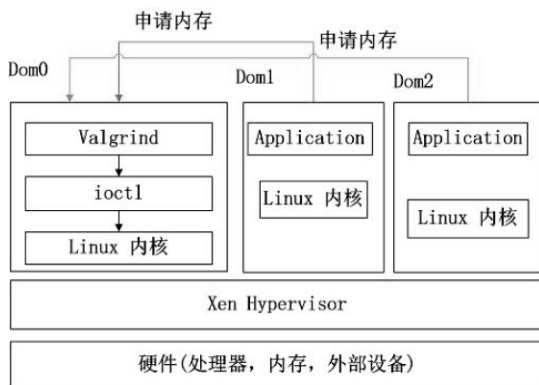 申请内存
申请内存
Dom0
Dom1
Dom2
Valgrind
ioctl
Linux 内核
Application
Linux 内核
Application
Linux 内核
Xen Hypervisor
硬件(处理器，内存，外部设备)